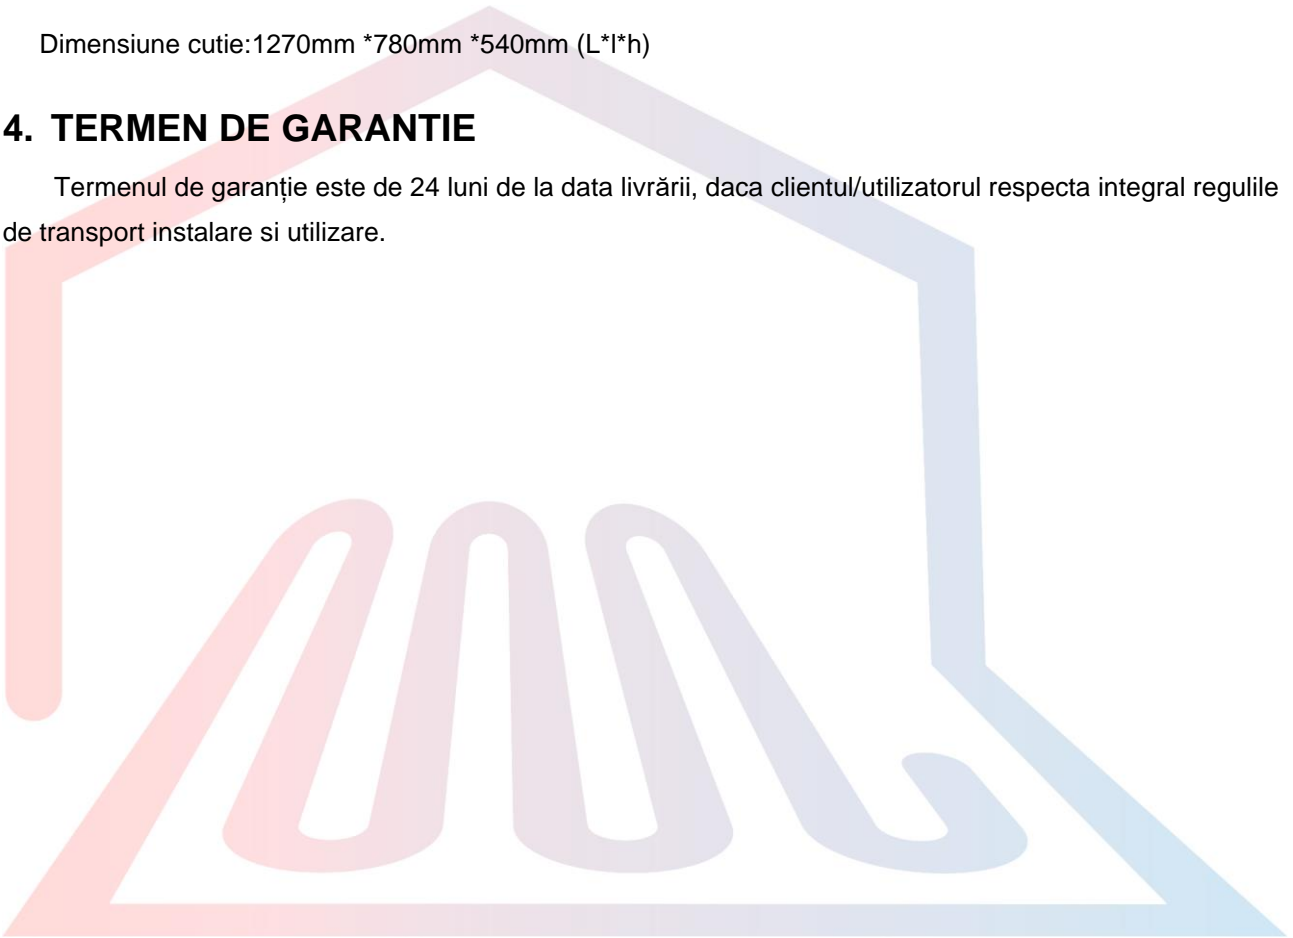 Dimensiune cutie:1270mm *780mm *540mm (L*l*h)
4. TERMEN DE GARANTIE
Termenul de garanție este de 24 luni de la data livrării, daca clientul/utilizatorul respecta integral regulile
de transport instalare si utilizare.